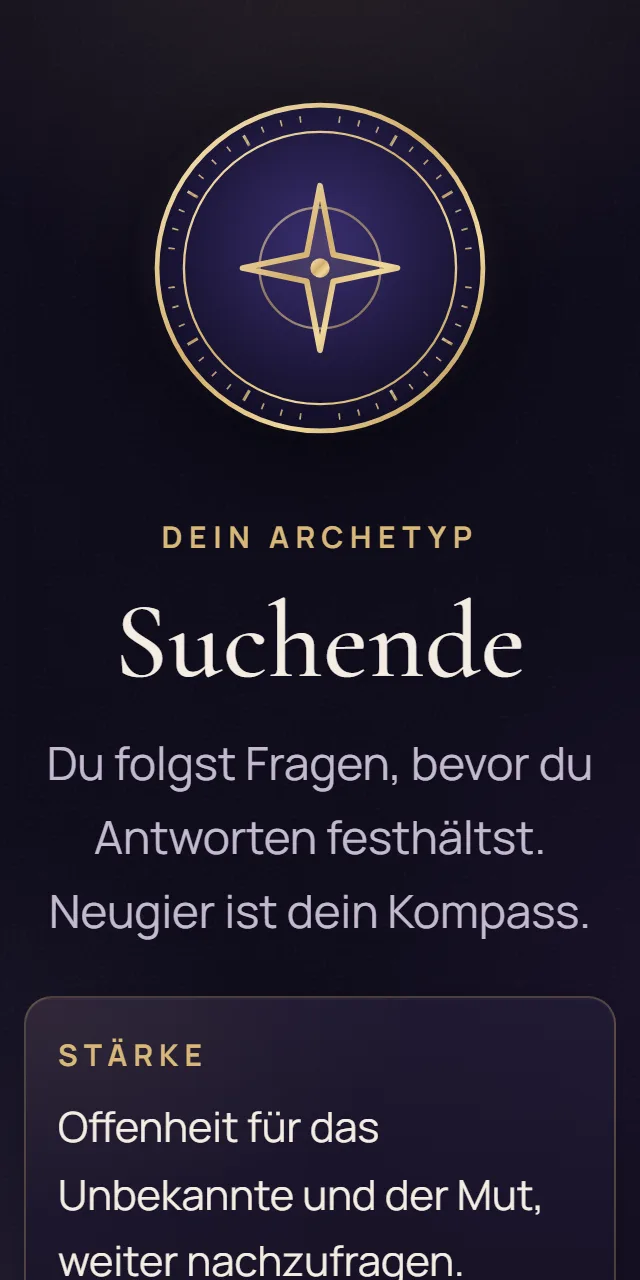 DEIN ARCHETYP
Suchende
Du folgst Fragen, bevor du
Antworten festhältst.
Neugier ist dein Kompass.
STÄRKE
Offenheit für das
Unbekannte und der Mut,
weiter nachzufragen.